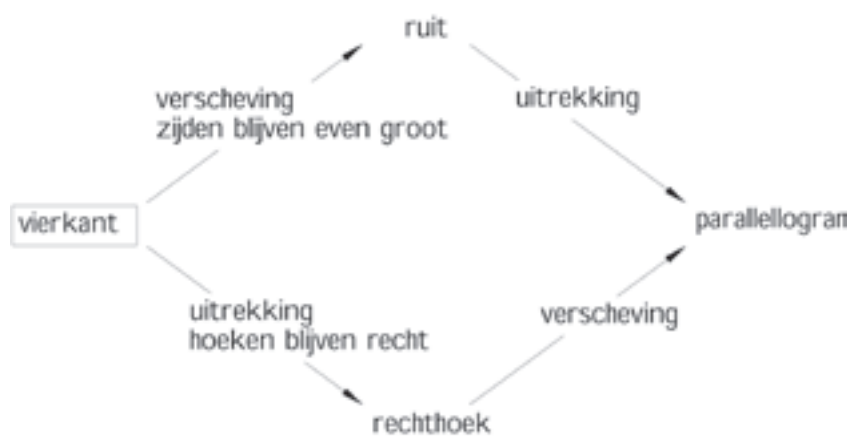 ruit
verscheving
zijden blijven even groot
uitrekking
vierkant
parallellogram
uitrekking
hoeken blijven recht
verscheving
rechthoek